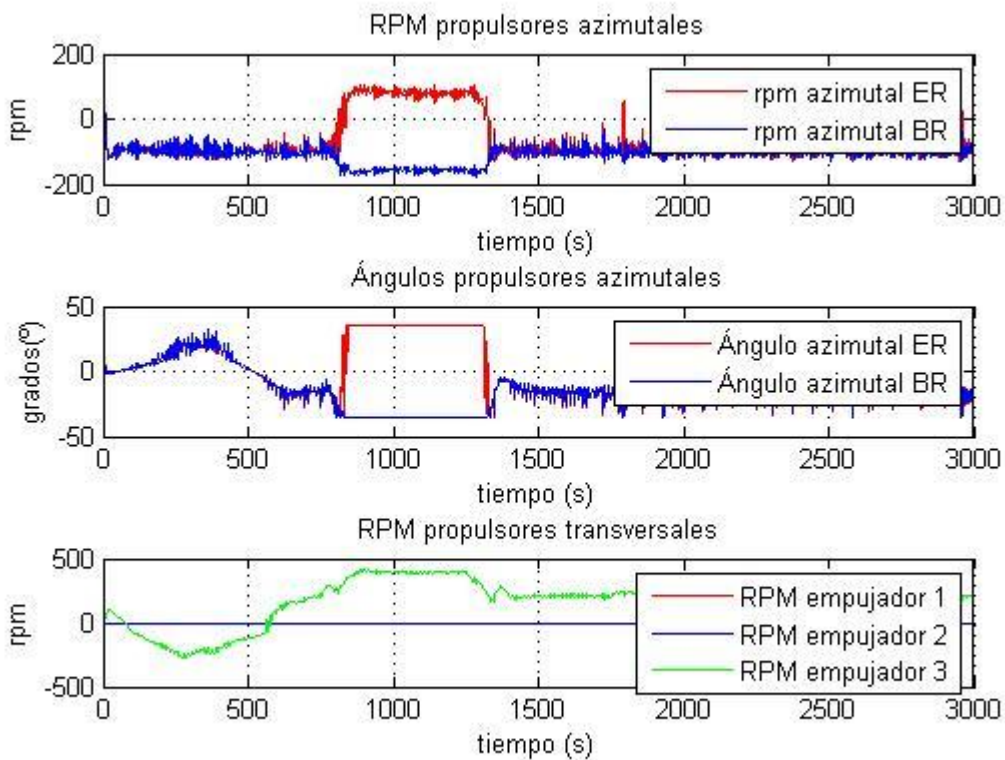 RPM propulsores azimutales
200
0
-200
rpm
rpm azimutal ER
rpm azimutal BR
0 500 1000 1500 2000 2500 3000
tiempo (s)
Ángulos propulsores azimutales
50
0
-50
grados(º)
Ángulo azimutal ER
Ángulo azimutal BR
0 500 1000 1500 2000 2500 3000
tiempo (s)
RPM propulsores transversales
500
0
-500
rpm
RPM empujador 1
RPM empujador 2
RPM empujador 3
0 500 1000 1500 2000 2500 3000
tiempo (s)